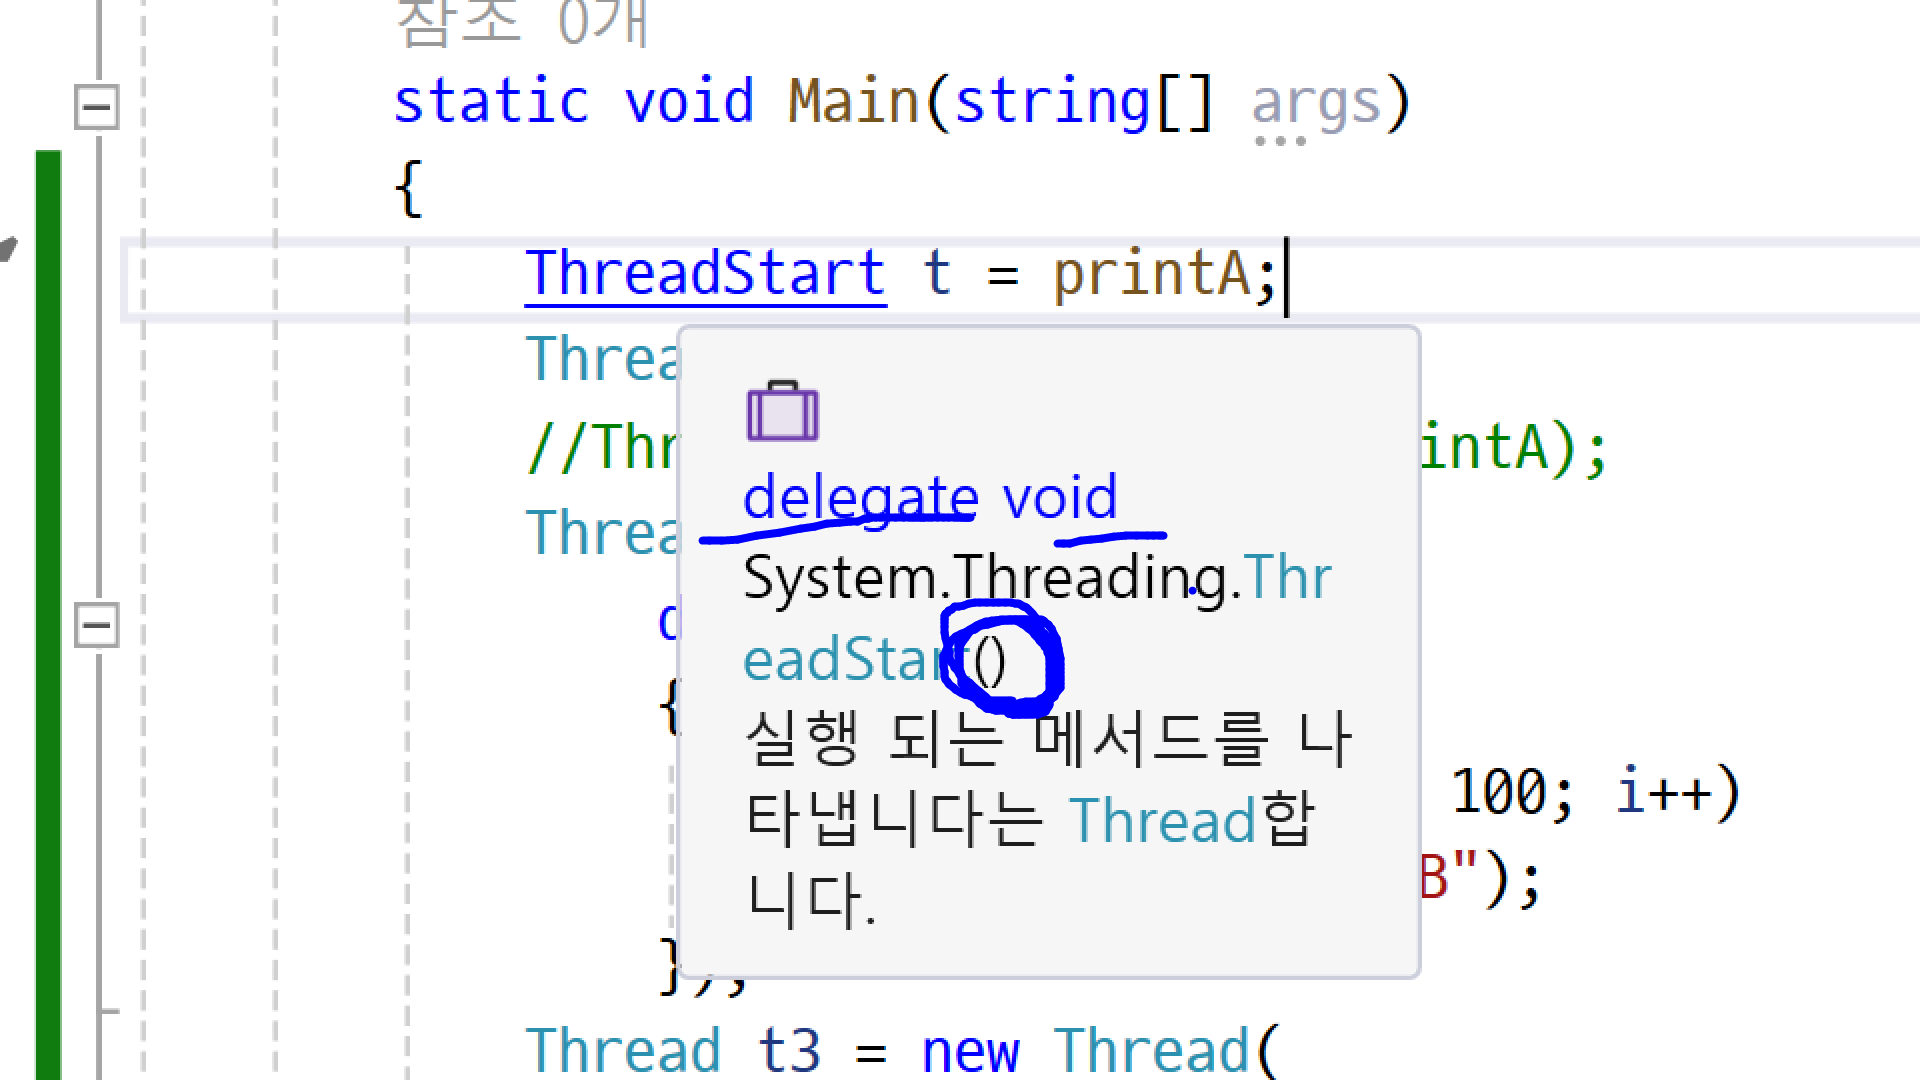 참조 0개
static void Main(string[] args)
{
ThreadStart t = printA;
Threa
//Thr intA);
Threa
delegate void
System.Threading.Thr
eadStart()
{
실행 되는 메서드를 나
타냅니다는 Thread합
니다.
100; i++)
B");
});
Thread t3 = new Thread(